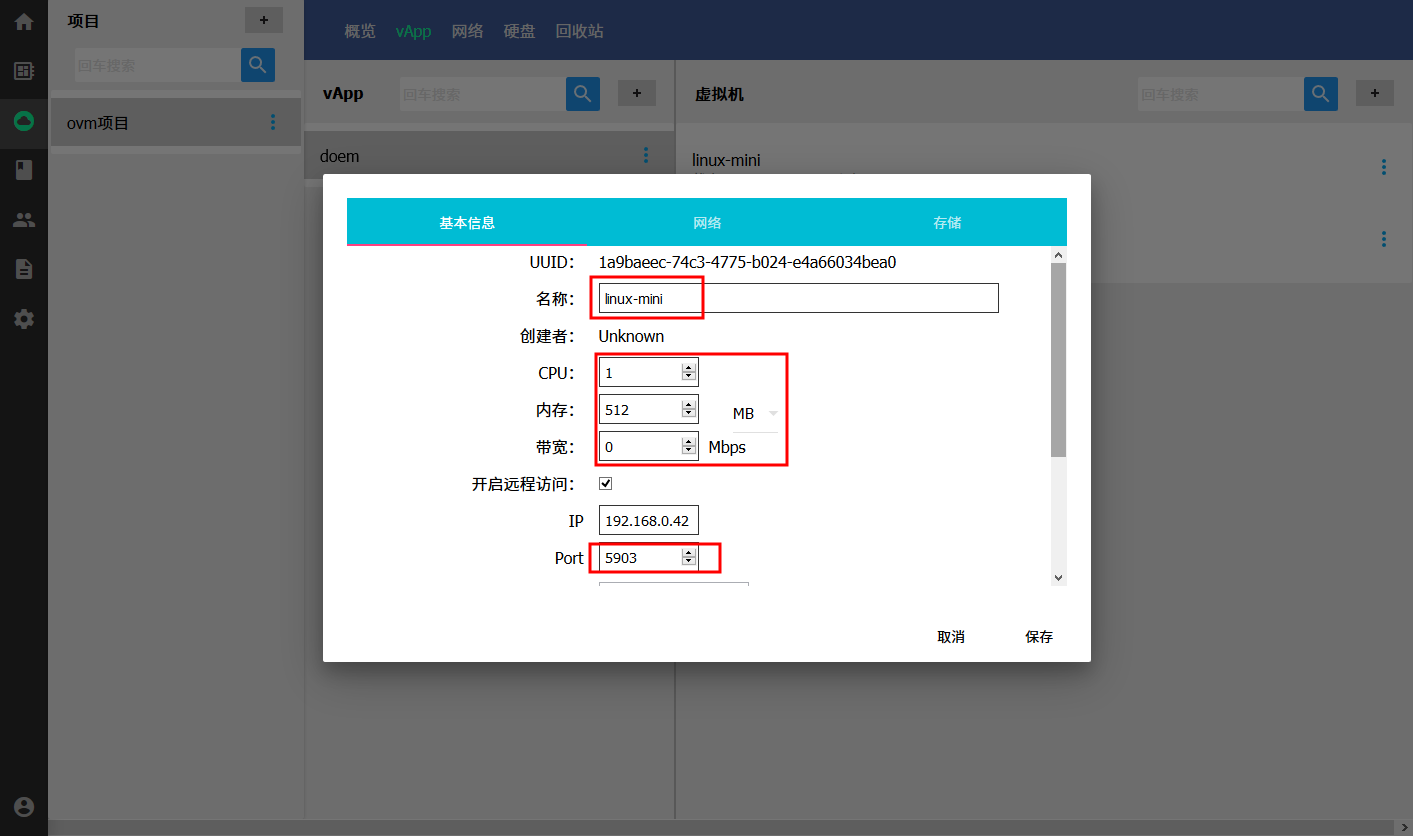 项目
+
回车搜索
ovm项目
概览 vApp 网络 硬盘 回收站
vApp
回车搜索
+
doem
虚拟机
回车搜索
+
linux-mini
基本信息 网络 存储
UUID： 1a9baeec-74c3-4775-b024-e4a66034bea0
名称： linux-mini
创建者： Unknown
CPU： 1
内存： 512 MB
带宽： 0 Mbps
开启远程访问：
IP 192.168.0.42
Port 5903
取消 保存